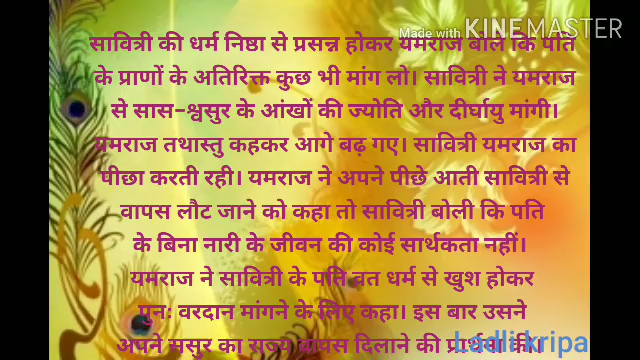 Made with KINEMASTER
सावित्री की धर्म निष्ठा से प्रसन्न होकर यमराज बोले कि पति
के प्राणों के अतिरिक्त कुछ भी मांग लो। सावित्री ने यमराज
से सास-श्वसुर के आंखों की ज्योति और दीर्घायु मांगी।
यमराज तथास्तु कहकर आगे बढ़ गए। सावित्री यमराज का
पीछा करती रही। यमराज ने अपने पीछे आती सावित्री से
वापस लौट जाने को कहा तो सावित्री बोली कि पति
के बिना नारी के जीवन की कोई सार्थकता नहीं।
यमराज ने सावित्री के पति व्रत धर्म से खुश होकर
पुनः वरदान मांगने के लिए कहा। इस बार उसने
अपने ससुर का राज्य वापस दिलाने की प्रार्थना की।
Ladli kripa